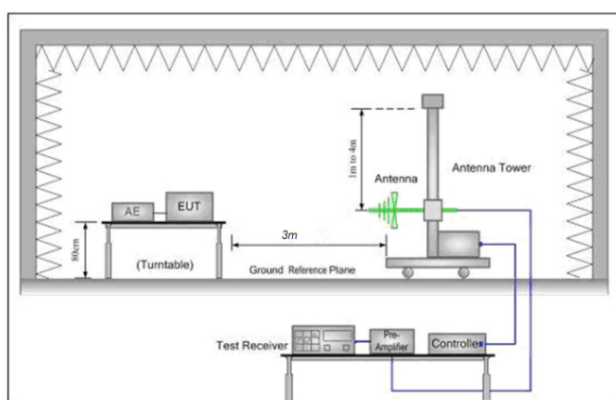 1m to 4m
Antenna
Antenna Tower
AE
EUT
80cm
(Turntable)
3m
Ground Reference Plane
Test Receiver
Pre-
Amplifier
Controller